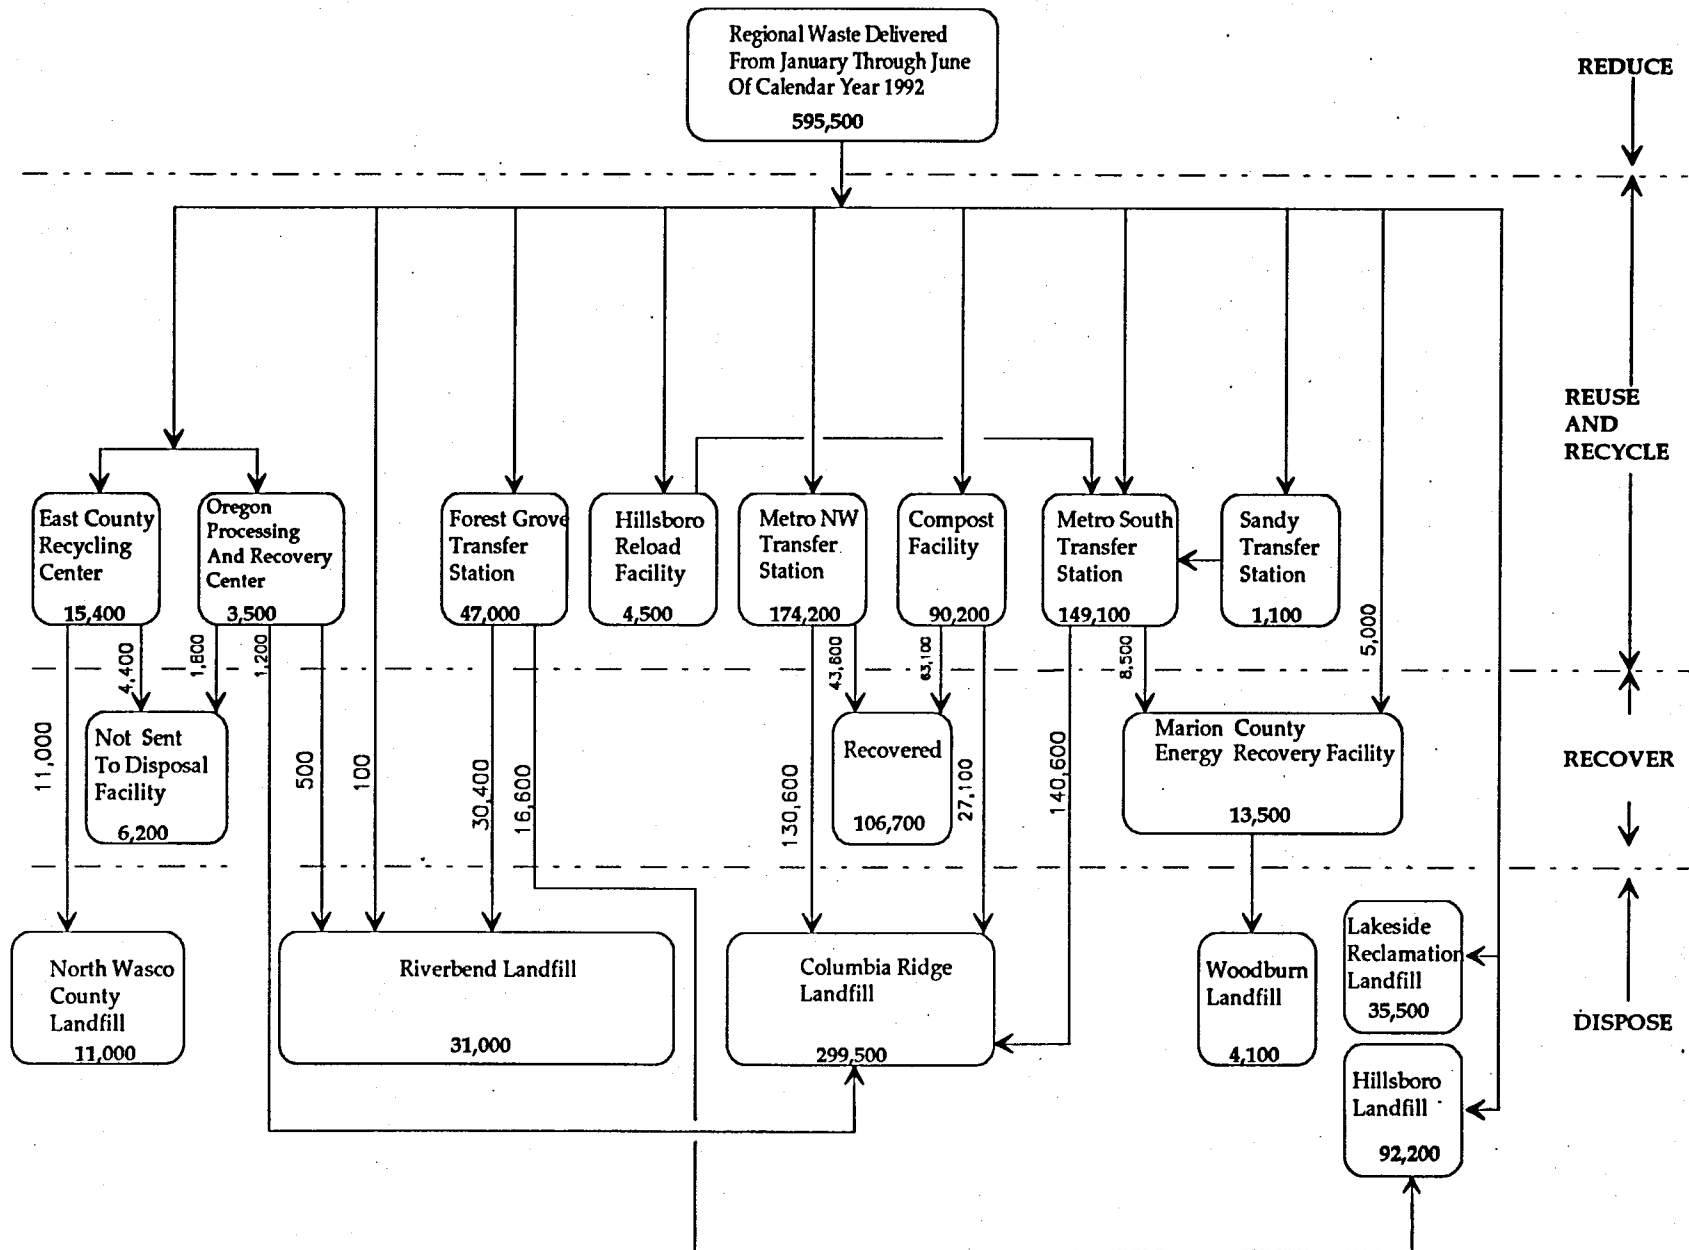 Regional Waste Delivered
From January Through June
Of Calendar Year 1992
595,500
REDUCE
REUSE
AND
RECYCLE
East County
Recycling
Center
15,400
Oregon
Processing
And Recovery
Center
3,500
Forest Grove
Transfer
Station
47,000
Hillsboro
Reload
Facility
4,500
Metro NW
Transfer
Station
174,200
Compost
Facility
90,200
Metro South
Transfer
Station
149,100
Sandy
Transfer
Station
1,100
5,000
4,400
1,800
1,200
43,600
63,100
8,500
11,000
Not Sent
To Disposal
Facility
6,200
500
100
30,400
16,600
130,600
Recovered
106,700
27,100
140,600
Marion County
Energy Recovery Facility
13,500
RECOVER
North Wasco
County
Landfill
11,000
Riverbend Landfill
31,000
Columbia Ridge
Landfill
299,500
Woodburn
Landfill
4,100
Lakeside
Reclamation
Landfill
35,500
DISPOSE
Hillsboro
Landfill
92,200